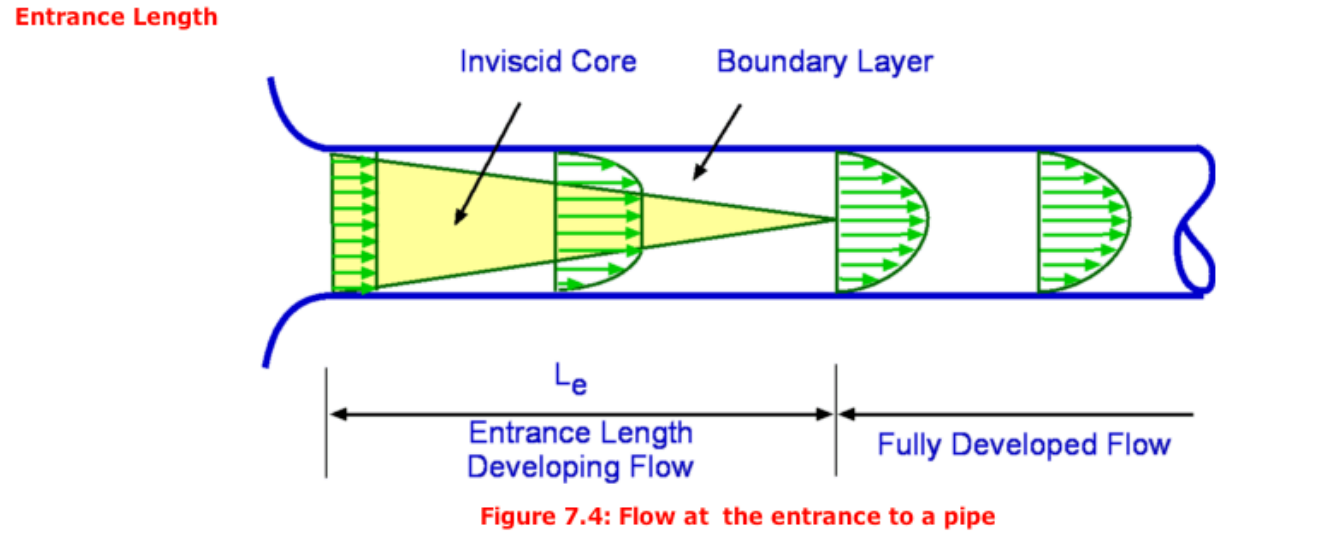 Entrance Length
Inviscid Core
Boundary Layer
Le
Entrance Length
Developing Flow
Fully Developed Flow
Figure 7.4: Flow at the entrance to a pipe